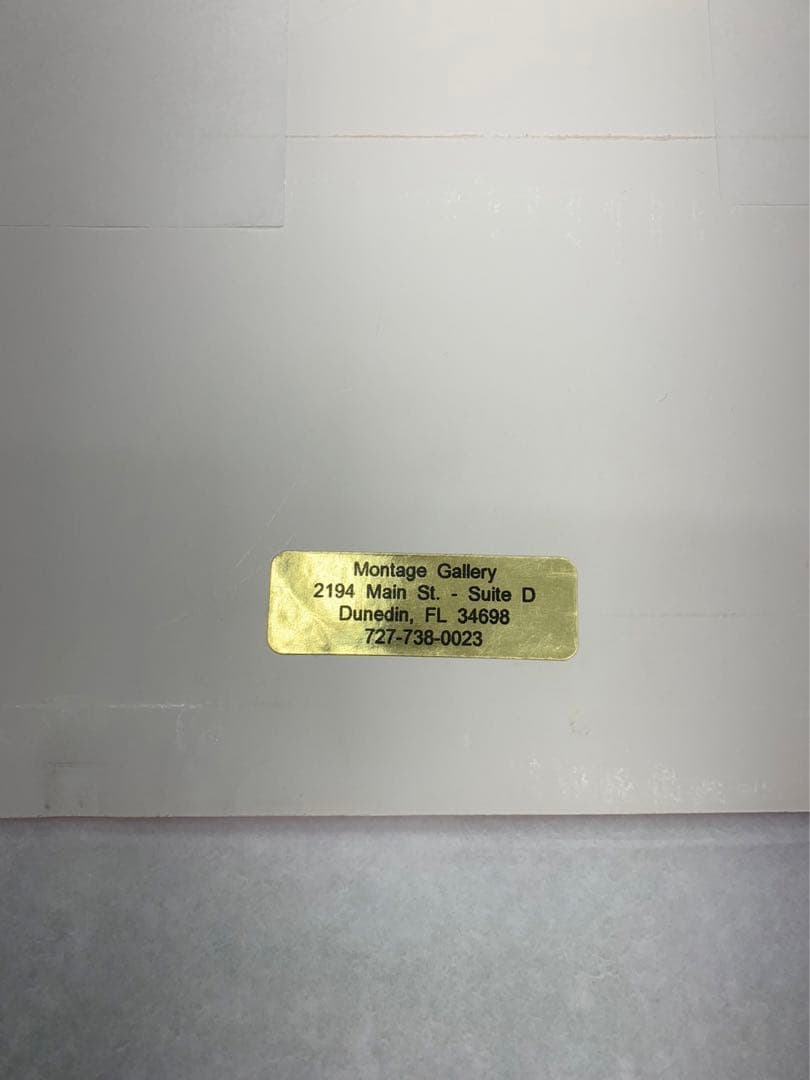 Montage Gallery
2194 Main St. - Suite D
Dunedin, FL 34698
727-738-0023